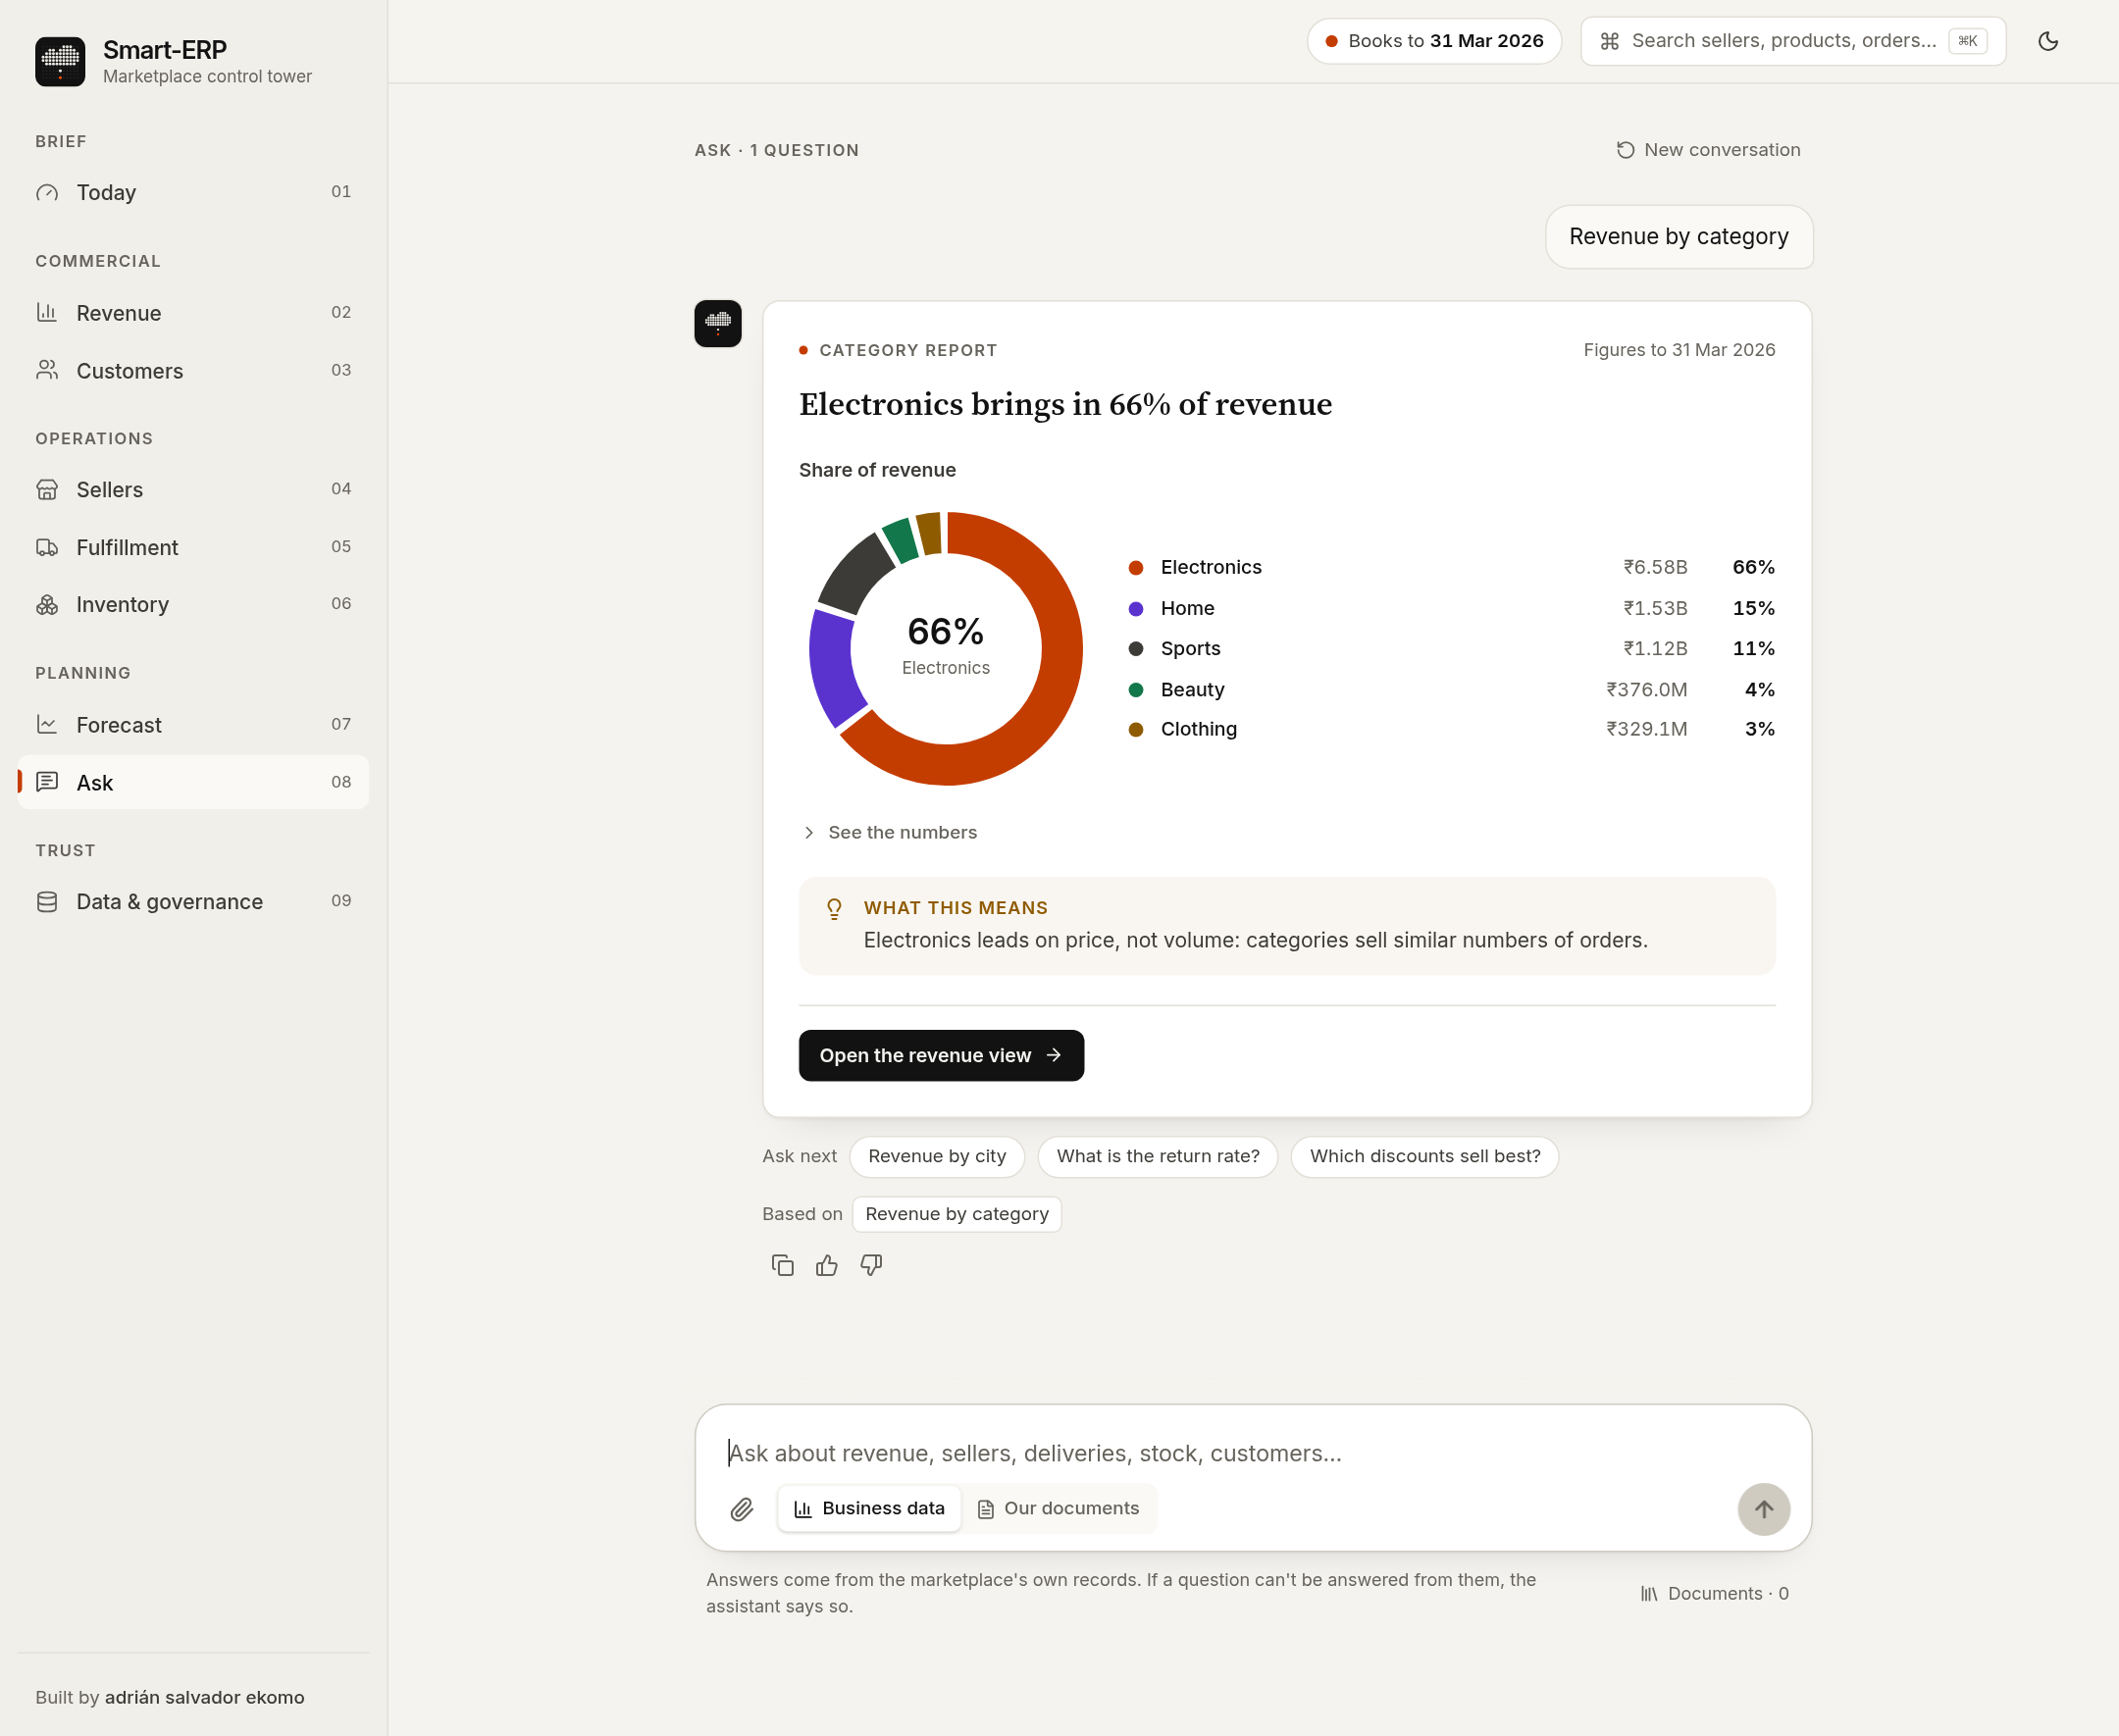 Smart-ERP
Marketplace control tower
BRIEF
Today 01
COMMERCIAL
Revenue 02
Customers 03
OPERATIONS
Sellers 04
Fulfillment 05
Inventory 06
PLANNING
Forecast 07
Ask 08
TRUST
Data & governance 09
Built by adrián salvador ekomo
Books to 31 Mar 2026
Search sellers, products, orders... ⌘K
ASK · 1 QUESTION
New conversation
Revenue by category
CATEGORY REPORT
Figures to 31 Mar 2026
Electronics brings in 66% of revenue
Share of revenue
66%
Electronics
Electronics ₹6.58B 66%
Home ₹1.53B 15%
Sports ₹1.12B 11%
Beauty ₹376.0M 4%
Clothing ₹329.1M 3%
See the numbers
WHAT THIS MEANS
Electronics leads on price, not volume: categories sell similar numbers of orders.
Open the revenue view
Ask next Revenue by city What is the return rate? Which discounts sell best?
Based on Revenue by category
Ask about revenue, sellers, deliveries, stock, customers...
Business data Our documents
Answers come from the marketplace's own records. If a question can't be answered from them, the
assistant says so.
Documents · 0